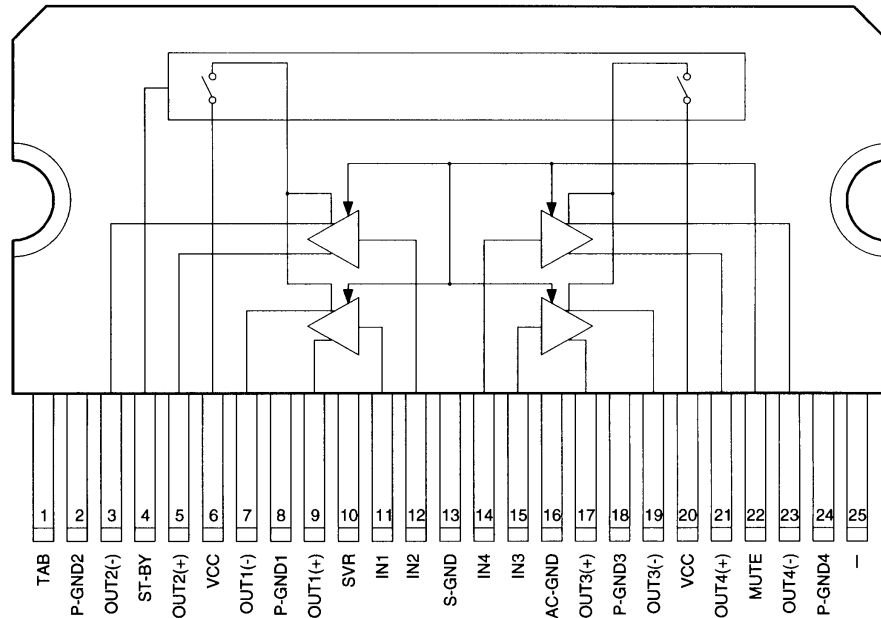 1 2 3 4 5 6 7 8 9 10 11 12 13 14 15 16 17 18 19 20 21 22 23 24 25
TAB
P-GND2
OUT2(-)
ST-BY
OUT2(+)
VCC
OUT1(-)
P-GND1
OUT1(+)
SVR
IN1
IN2
S-GND
IN4
IN3
AC-GND
OUT3(+)
P-GND3
OUT3(-)
VCC
OUT4(+)
MUTE
OUT4(-)
P-GND4
–